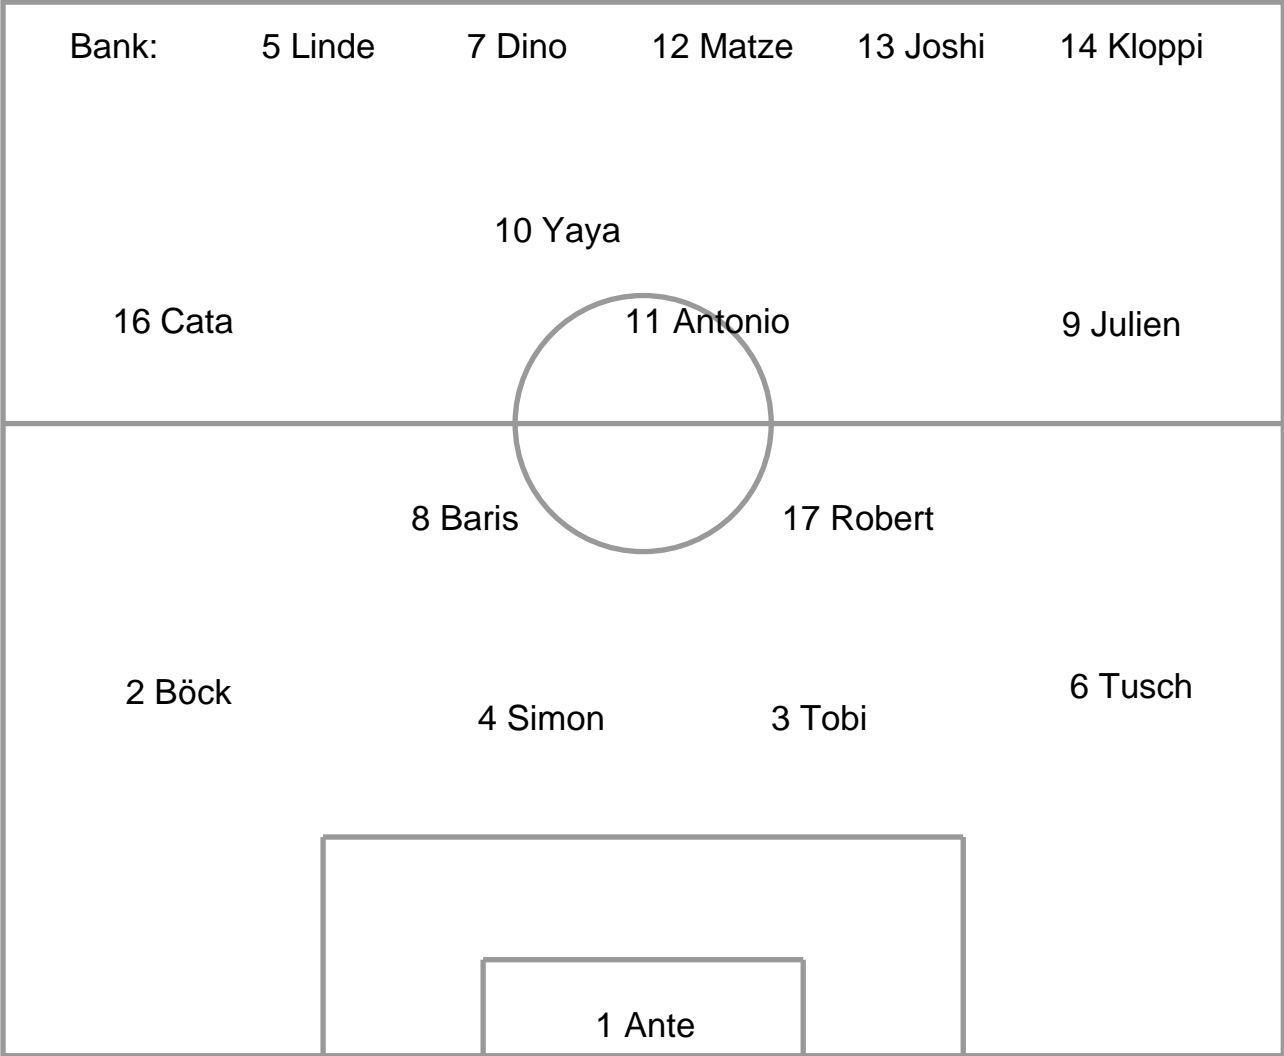 Bank: 5 Linde 7 Dino 12 Matze 13 Joshi 14 Kloppi
10 Yaya
16 Cata 11 Antonio 9 Julien
8 Baris 17 Robert
2 Böck 6 Tusch
4 Simon 3 Tobi
1 Ante